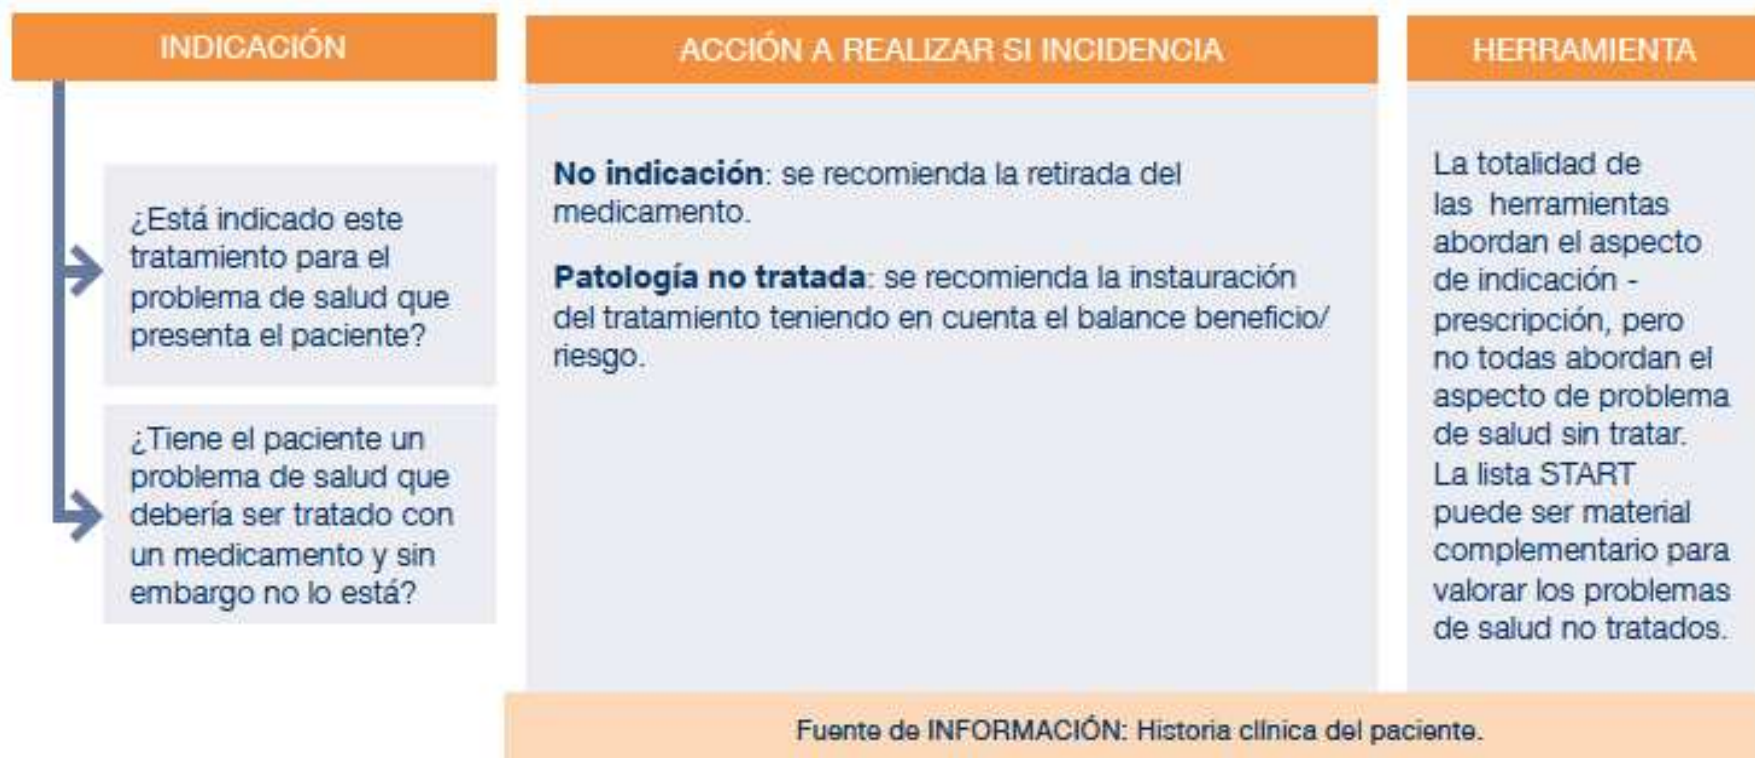 INDICACIÓN
¿Está indicado este
tratamiento para el
problema de salud que
presenta el paciente?
¿Tiene el paciente un
problema de salud que
debería ser tratado con
un medicamento y sin
embargo no lo está?
ACCIÓN A REALIZAR SI INCIDENCIA
No indicación: se recomienda la retirada del
medicamento.
Patología no tratada: se recomienda la instauración
del tratamiento teniendo en cuenta el balance beneficio/
riesgo.
HERRAMIENTA
La totalidad de
las herramientas
abordan el aspecto
de indicación -
prescripción, pero
no todas abordan el
aspecto de problema
de salud sin tratar.
La lista START
puede ser material
complementario para
valorar los problemas
de salud no tratados.
Fuente de INFORMACIÓN: Historia clínica del paciente.